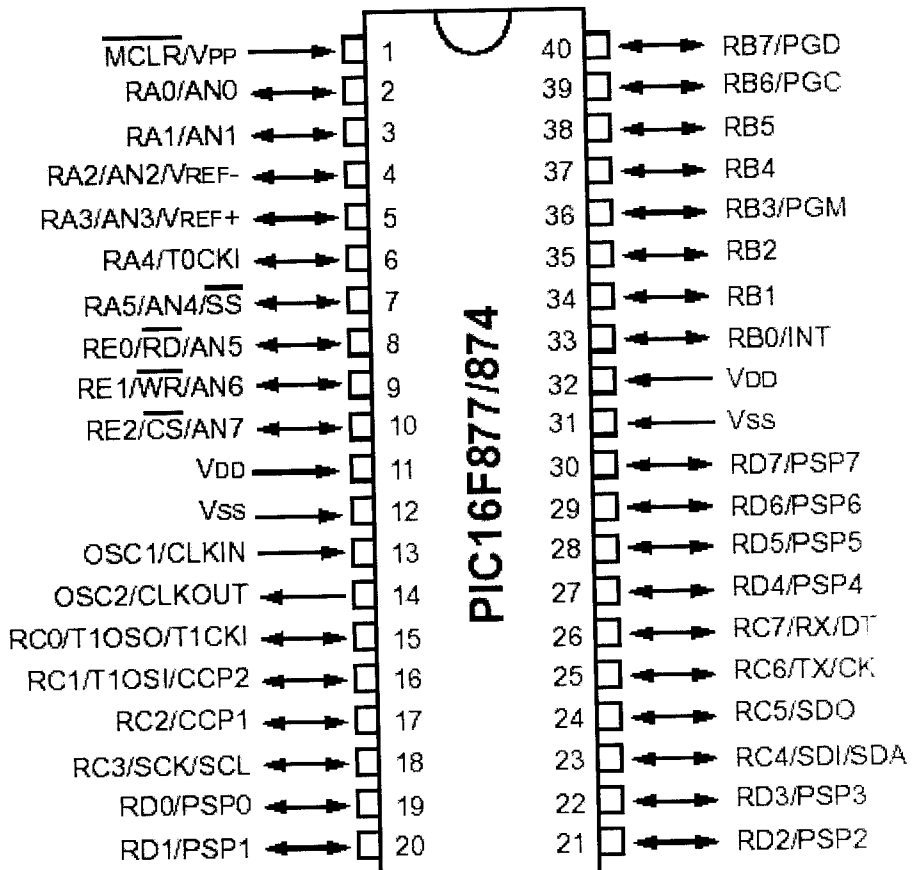 MCLR/VPP 1 40 RB7/PGD
RA0/AN0 2 39 RB6/PGC
RA1/AN1 3 38 RB5
RA2/AN2/VREF- 4 37 RB4
RA3/AN3/VREF+ 5 36 RB3/PGM
RA4/T0CKI 6 35 RB2
RA5/AN4/SS 7 34 RB1
RE0/RD/AN5 8 33 RB0/INT
RE1/WR/AN6 9 32 VDD
RE2/CS/AN7 10 31 VSS
VDD 11 30 RD7/PSP7
VSS 12 29 RD6/PSP6
OSC1/CLKIN 13 28 RD5/PSP5
OSC2/CLKOUT 14 27 RD4/PSP4
RC0/T1OSO/T1CKI 15 26 RC7/RX/DT
RC1/T1OSI/CCP2 16 25 RC6/TX/CK
RC2/CCP1 17 24 RC5/SDO
RC3/SCK/SCL 18 23 RC4/SDI/SDA
RD0/PSP0 19 22 RD3/PSP3
RD1/PSP1 20 21 RD2/PSP2
PIC16F877/874